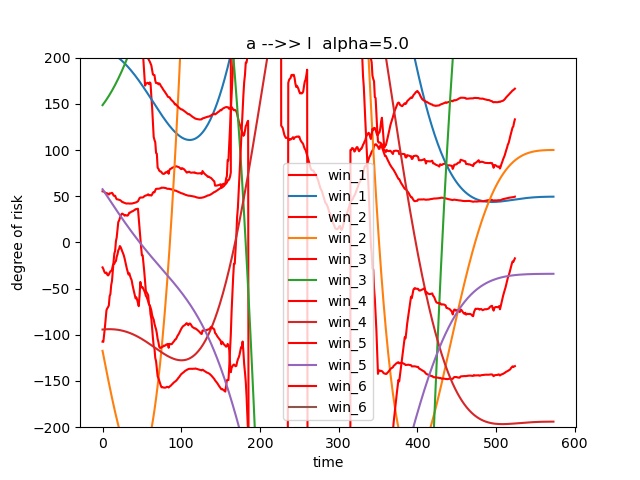 a -->> l  alpha=5.0
degree of risk
200
150
100
50
0
−50
−100
−150
−200
win_1
win_1
win_2
win_2
win_3
win_3
win_4
win_4
win_5
win_5
win_6
win_6
0 100 200 300 400 500 600
time